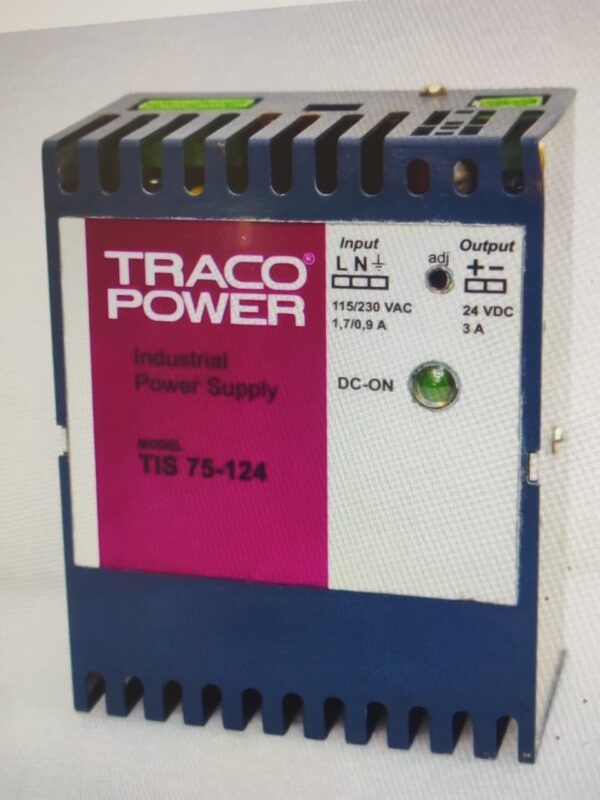 TRACO®
POWER
Industrial
Power Supply
MODEL
TIS 75-124
Input
L N ⏚
115/230 VAC
1,7/0,9 A
adj
Output
+ −
24 VDC
3 A
DC-ON